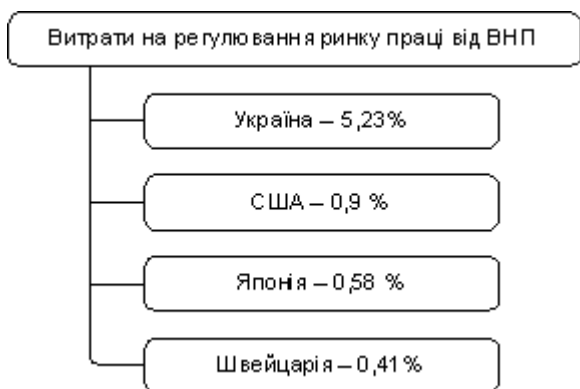 Витрати на регулювання ринку праці від ВНП
Україна – 5,23%
США – 0,9 %
Японія – 0,58 %
Швейцарія – 0,41%